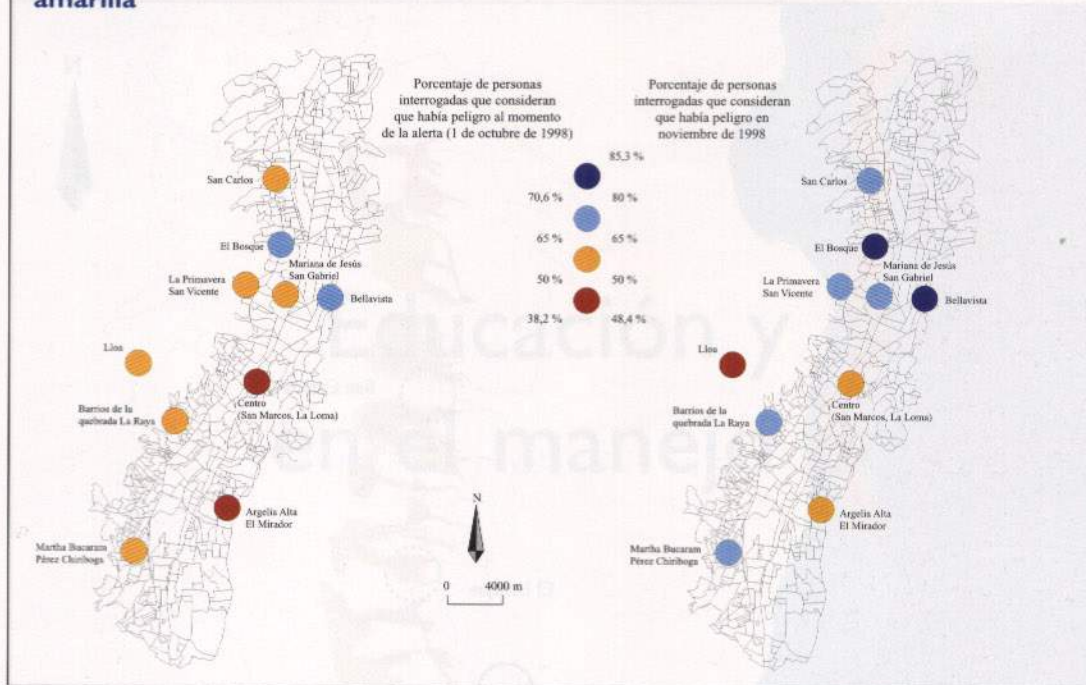 amarilla
Porcentaje de personas
interrogadas que consideran
que había peligro al momento
de la alerta (1 de octubre de 1998)
Porcentaje de personas
interrogadas que consideran
que había peligro en
noviembre de 1998
85,3 %
70,6 %
80 %
65 %
65 %
50 %
50 %
38,2 %
48,4 %
San Carlos
El Bosque
Mariana de Jesús
San Gabriel
La Primavera
San Vicente
Bellavista
Lloa
Centro
(San Marcos, La Loma)
Barrios de la
quebrada La Raya
Argelia Alta
El Mirador
Martha Bucaram
Pérez Chiriboga
N
0 4000 m
San Carlos
El Bosque
Mariana de Jesús
San Gabriel
La Primavera
San Vicente
Bellavista
Lloa
Centro
(San Marcos, La Loma)
Barrios de la
quebrada La Raya
Argelia Alta
El Mirador
Martha Bucaram
Pérez Chiriboga
Educación y
en el manejo